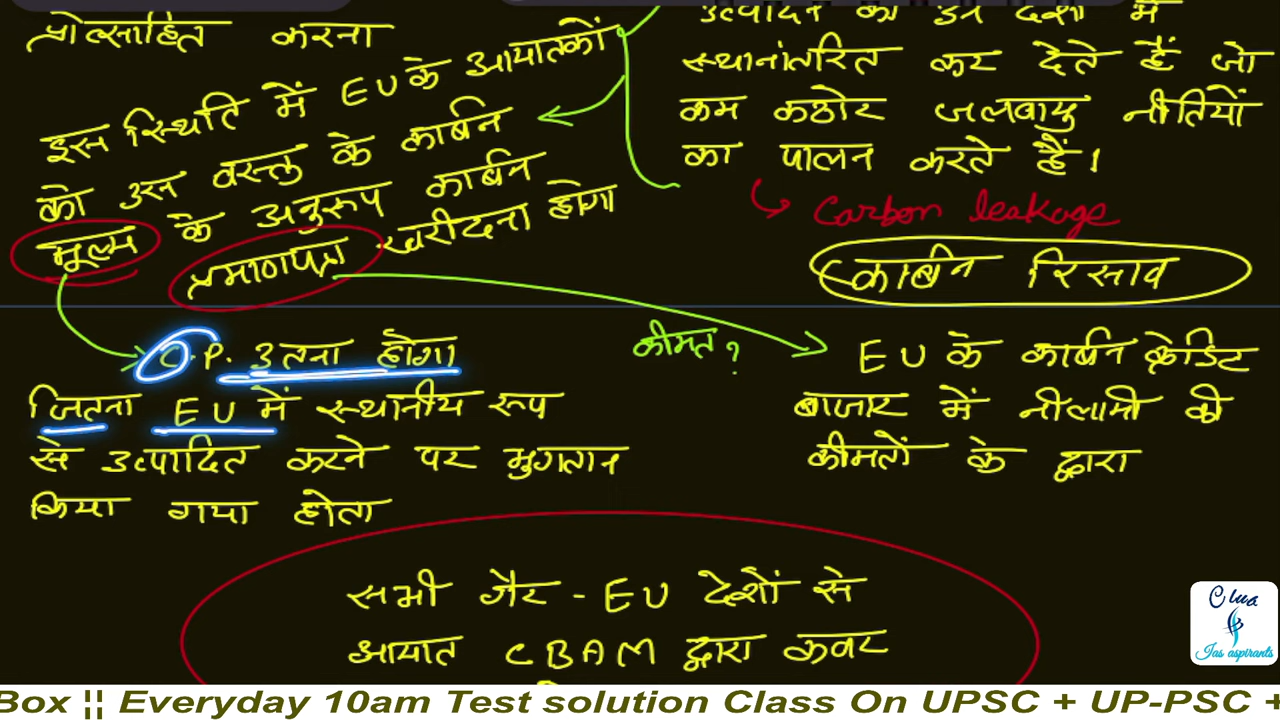 प्रोत्साहित करना
इस स्थिति में EU के आयातकों
को उस वस्तु के कार्बन
मूल्य के अनुरूप कार्बन
प्रमाणपत्र खरीदना होगा
उत्पादन को उन देशों में
स्थानांतरित कर देते हैं जो
कम कठोर जलवायु नीतियों
का पालन करते हैं।
Carbon leakage
कार्बन रिसाव
C.P. उतना होगा
जितना EU में स्थानीय रूप
से उत्पादित करने पर भुगतान
किया गया होता
कीमत ?
EU के कार्बन क्रेडिट
बाजार में नीलामी की
कीमतों के द्वारा
सभी गैर - EU देशों से
आयात CBAM द्वारा कवर
Clue
Ias aspirants
Box ¦¦ Everyday 10am Test solution Class On UPSC + UP-PSC +